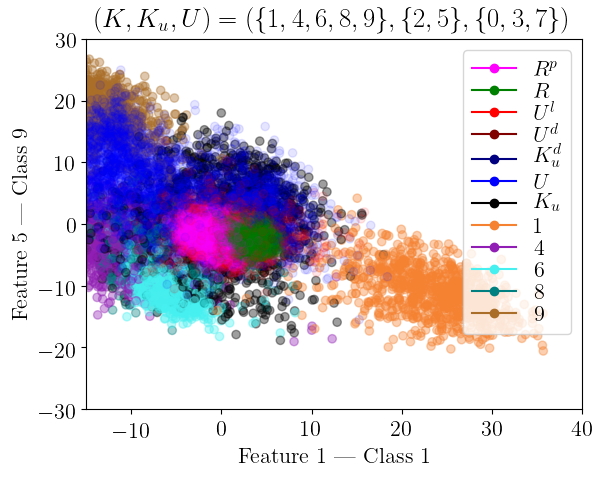 (K, K_u, U) = ({1, 4, 6, 8, 9}, {2, 5}, {0, 3, 7})
30
20
10
0
−10
−20
−30
Feature 5 — Class 9
R^p
R
U^l
U^d
K_u^d
U
K_u
1
4
6
8
9
−10
0
10
20
30
40
Feature 1 — Class 1